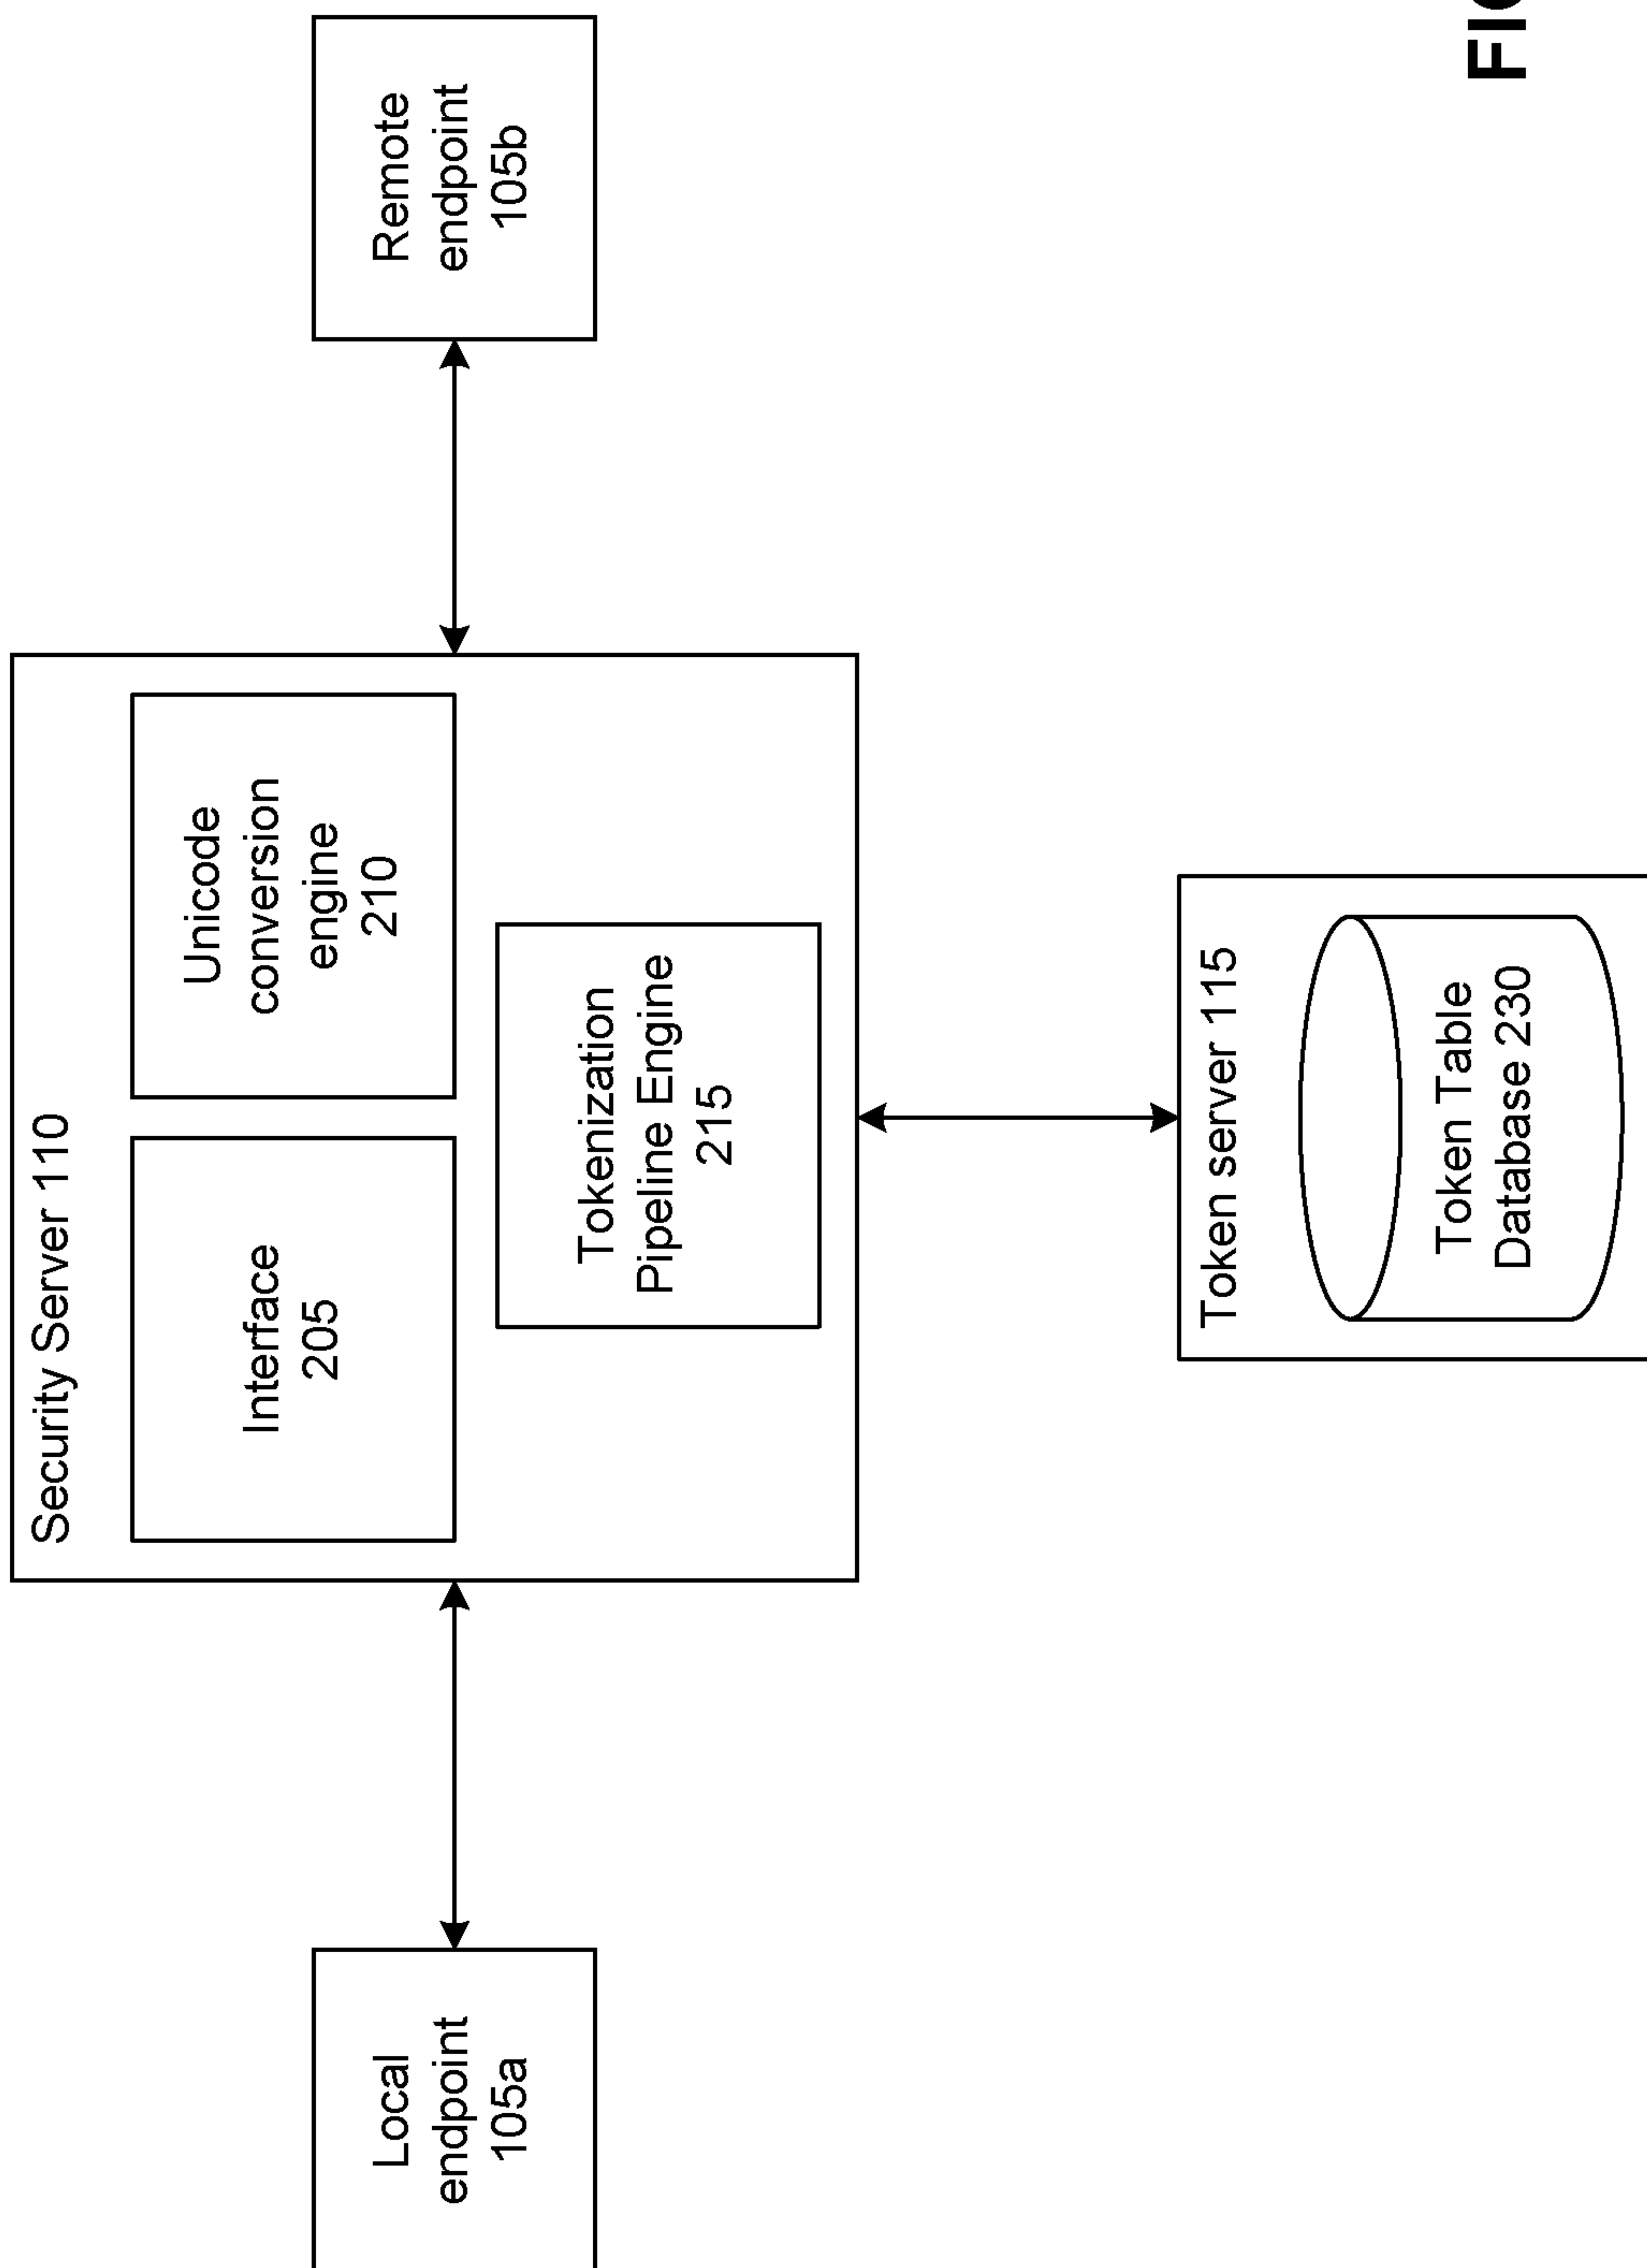 Security Server 110
Interface
205
Unicode
conversion
engine
210
Local
endpoint
105a
Remote
endpoint
105b
Tokenization
Pipeline Engine
215
Token server 115
Token Table
Database 230